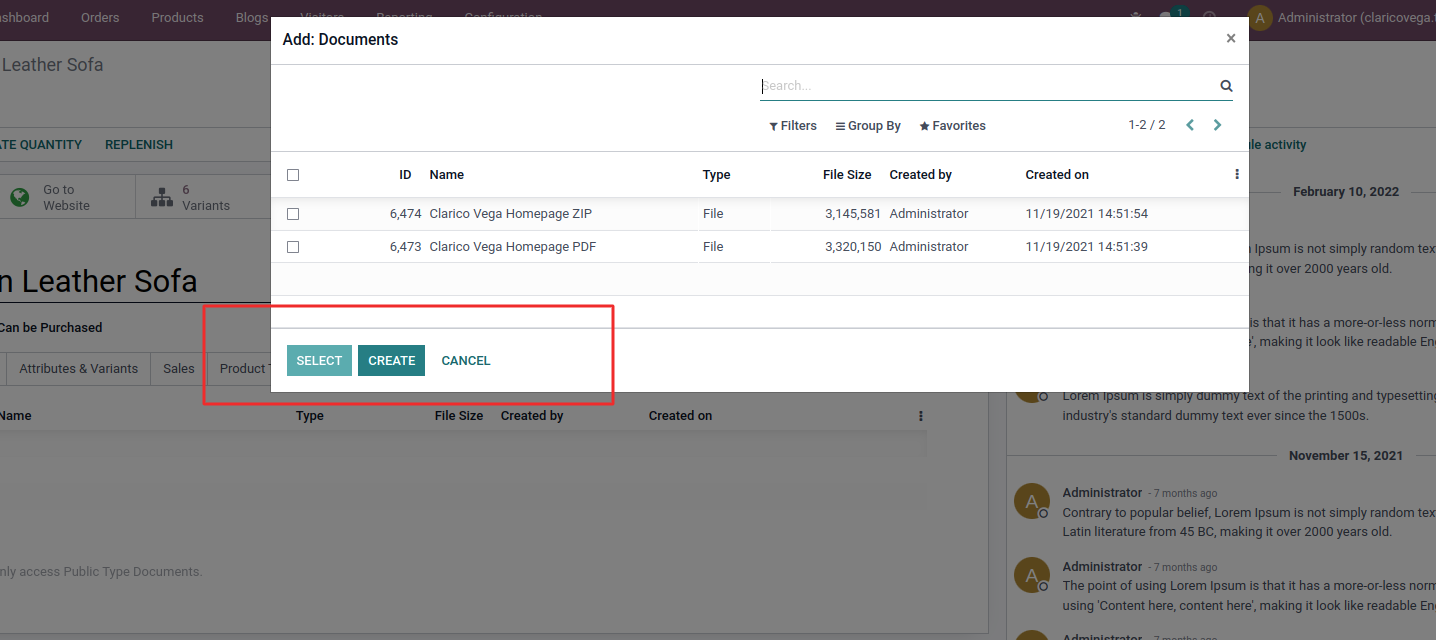 shboard Orders Products Blogs Visitors Reporting Configuration 1 A Administrator (claricovega.t
Add: Documents ×
Leather Sofa
Search...
Filters Group By Favorites 1-2 / 2
TE QUANTITY REPLENISH
ule activity
ID Name Type File Size Created by Created on
Go to
Website
6
Variants
February 10, 2022
6,474 Clarico Vega Homepage ZIP File 3,145,581 Administrator 11/19/2021 14:51:54
6,473 Clarico Vega Homepage PDF File 3,320,150 Administrator 11/19/2021 14:51:39
Ipsum is not simply random tex
ng it over 2000 years old.
n Leather Sofa
Can be Purchased
is that it has a more-or-less norm
e', making it look like readable En
SELECT CREATE CANCEL
Attributes & Variants Sales Product T
Lorem Ipsum is simply dummy text of the printing and typesetting
industry's standard dummy text ever since the 1500s.
Name Type File Size Created by Created on
November 15, 2021
A
Administrator - 7 months ago
Contrary to popular belief, Lorem Ipsum is not simply random tex
Latin literature from 45 BC, making it over 2000 years old.
nly access Public Type Documents.
A
Administrator - 7 months ago
The point of using Lorem Ipsum is that it has a more-or-less norm
using 'Content here, content here', making it look like readable En
Administrator - 7 months ago